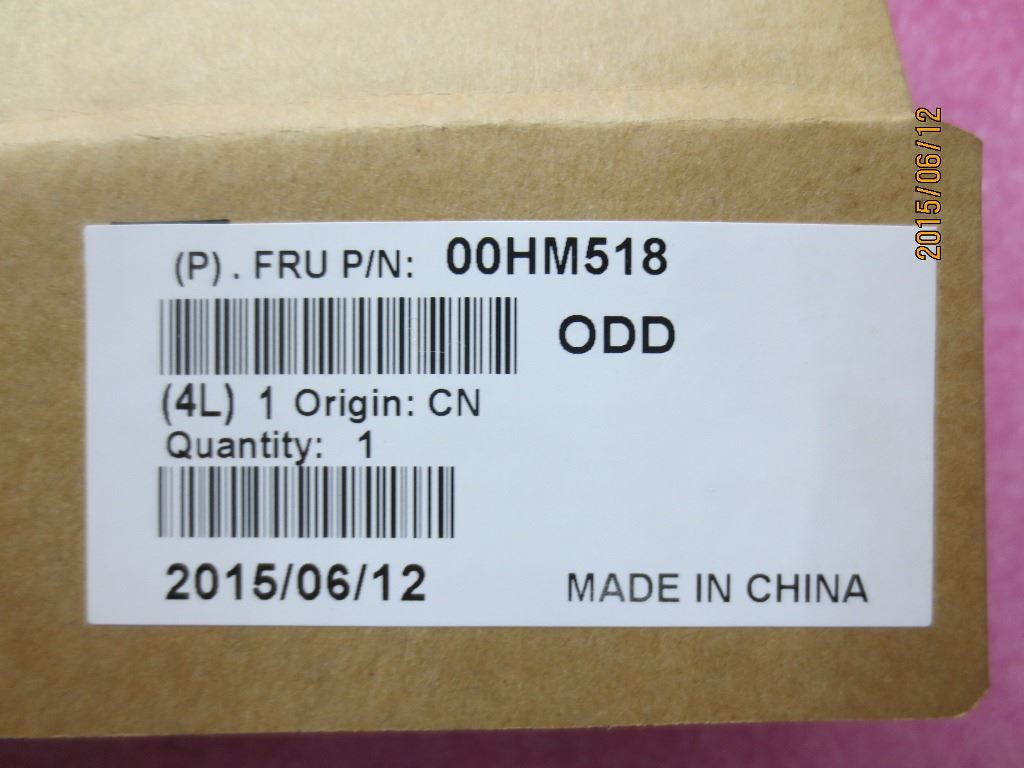 (P) . FRU P/N: 00HM518
ODD
(4L) 1 Origin: CN
Quantity: 1
2015/06/12 MADE IN CHINA
2015/06/12